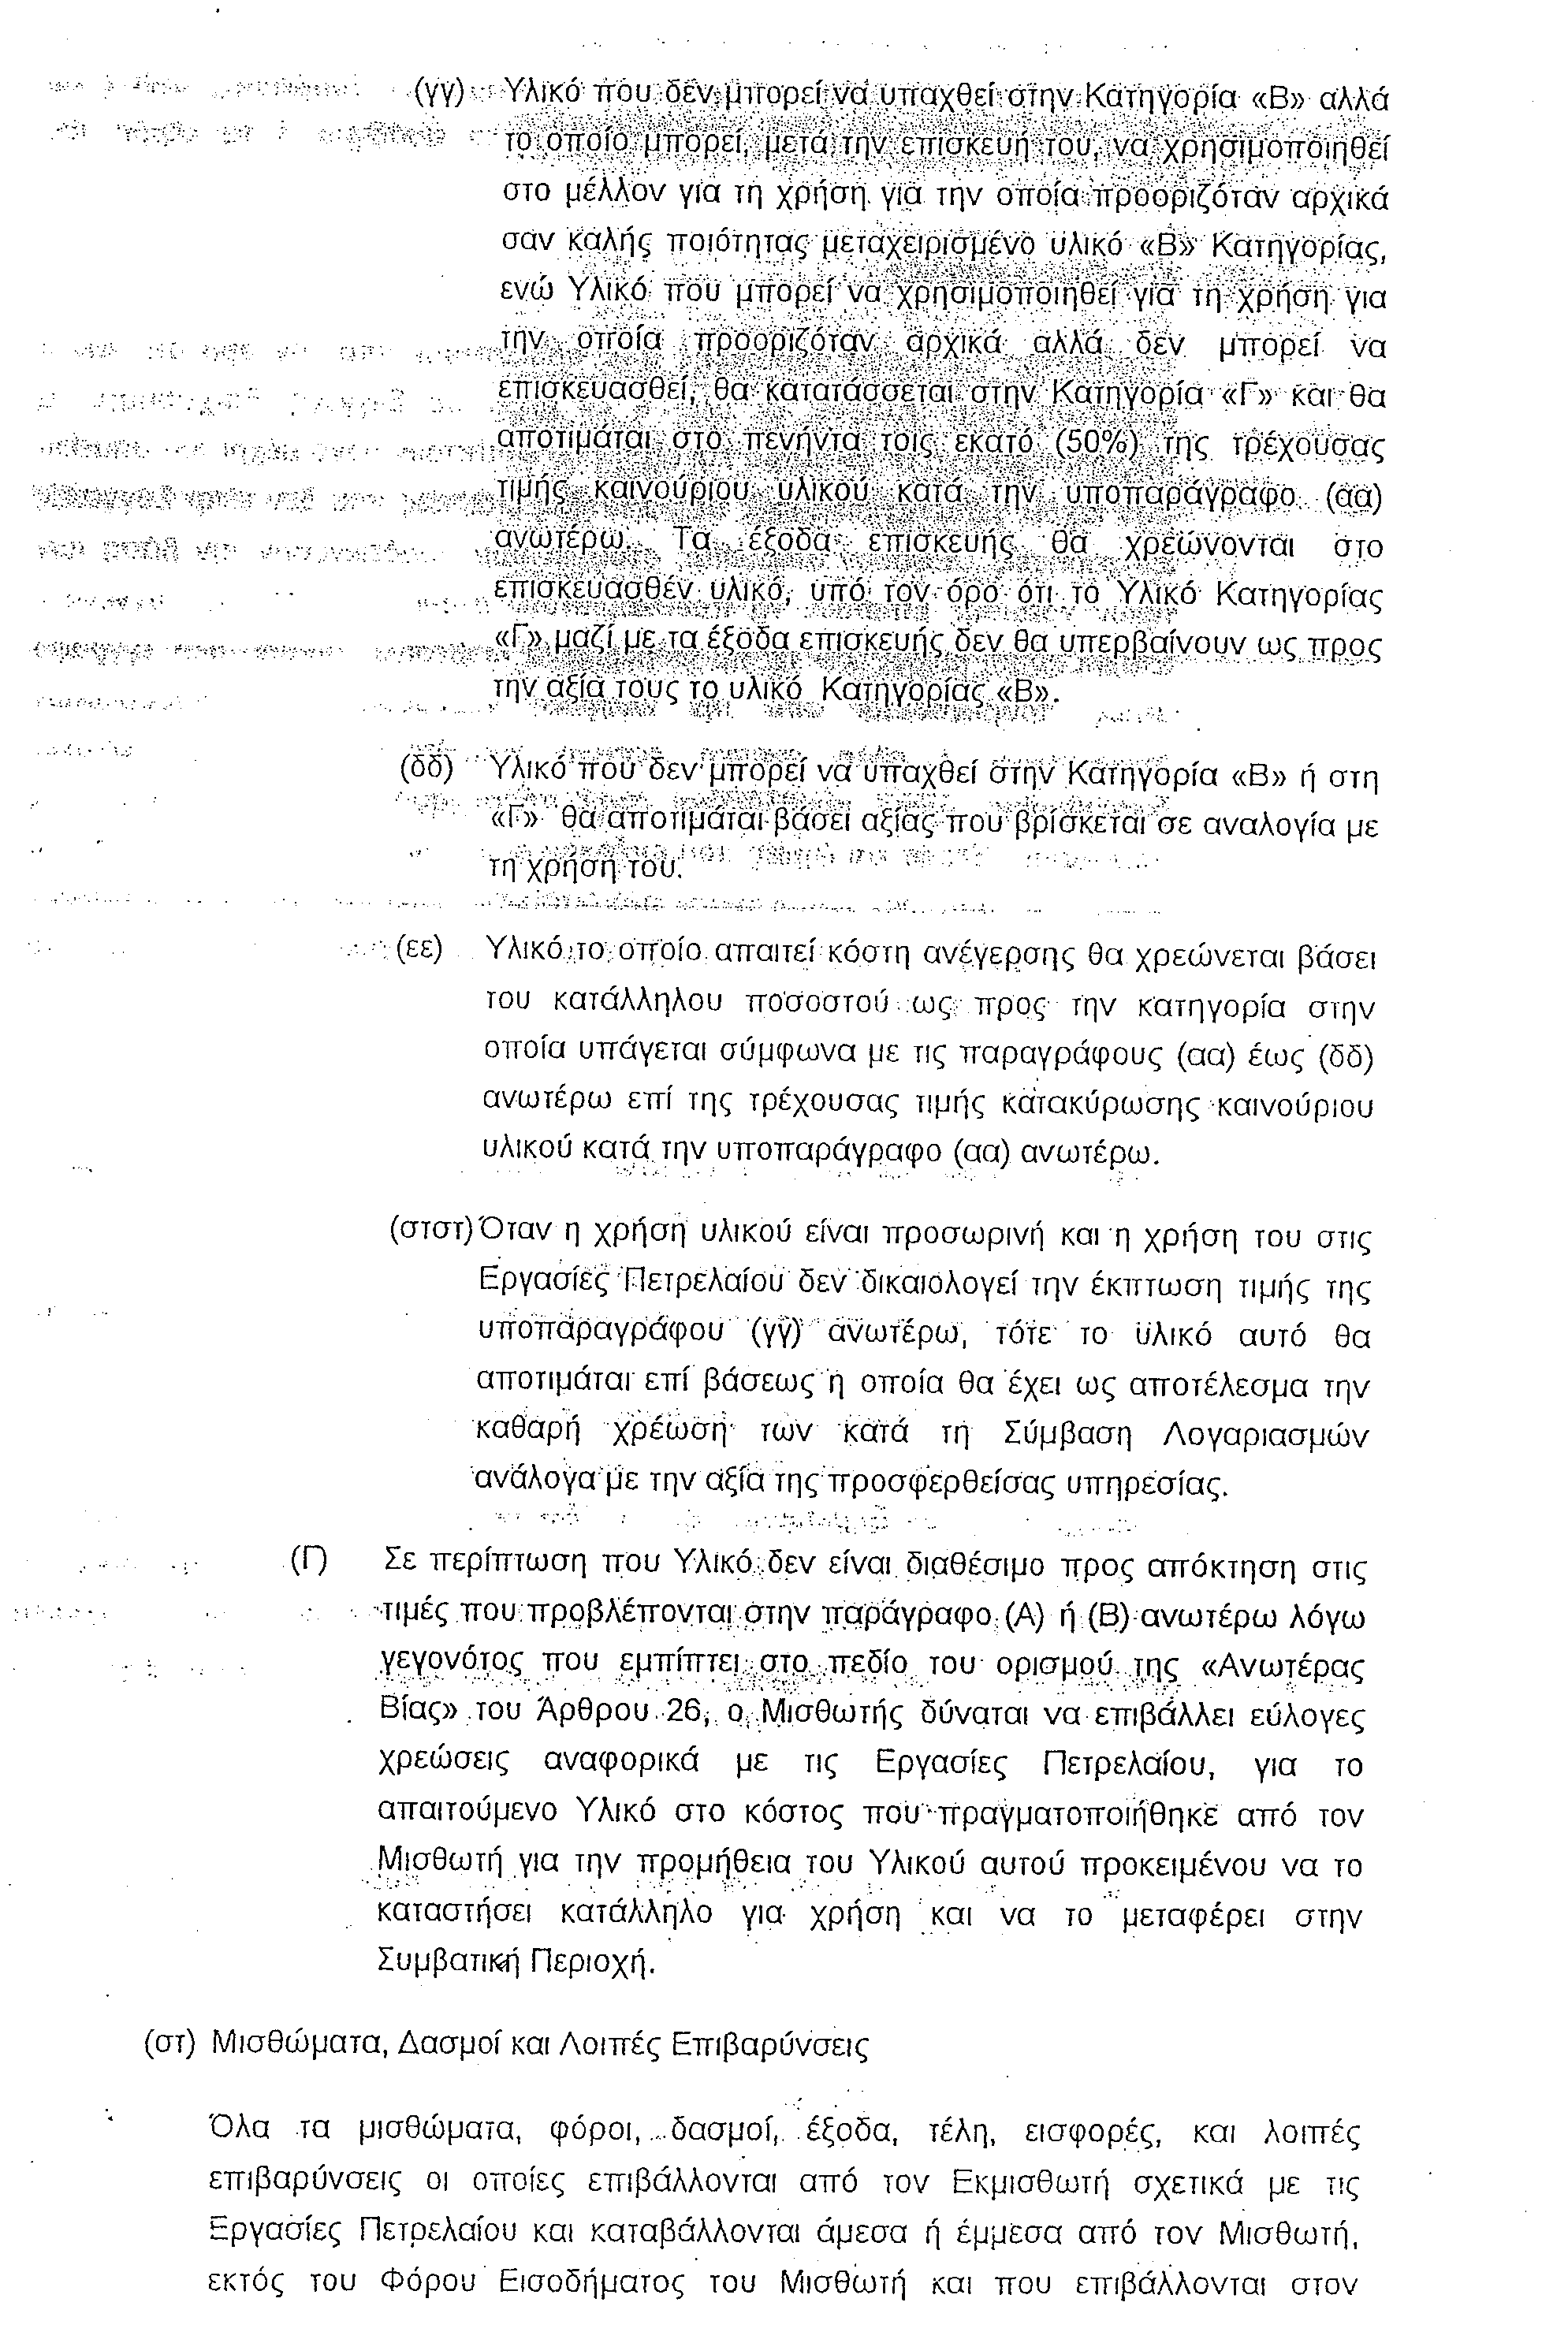 (γγ) Υλικό που δεν μπορεί να υπαχθεί στην Κατηγορία «Β» αλλά
το οποίο μπορεί, μετά την επισκευή του, να χρησιμοποιηθεί
στο μέλλον για τη χρήση για την οποία προοριζόταν αρχικά
σαν καλής ποιότητας μεταχειρισμένο υλικό «Β» Κατηγορίας,
ενώ Υλικό που μπορεί να χρησιμοποιηθεί για τη χρήση για
την οποία προοριζόταν αρχικά αλλά δεν μπορεί να
επισκευασθεί, θα κατατάσσεται στην Κατηγορία «Γ» και θα
αποτιμάται στο πενήντα τοις εκατό (50%) της τρέχουσας
τιμής καινούριου υλικού κατά την υποπαράγραφο (αα)
ανωτέρω. Τα έξοδα επισκευής θα χρεώνονται στο
επισκευασθέν υλικό, υπό τον όρο ότι το Υλικό Κατηγορίας
«Γ» μαζί με τα έξοδα επισκευής δεν θα υπερβαίνουν ως προς
την αξία τους το υλικό Κατηγορίας «Β».
(δδ) Υλικό που δεν μπορεί να υπαχθεί στην Κατηγορία «Β» ή στη
«Γ» θα αποτιμάται βάσει αξίας που βρίσκεται σε αναλογία με
τη χρήση του.
(εε) Υλικό το οποίο απαιτεί κόστη ανέγερσης θα χρεώνεται βάσει
του κατάλληλου ποσοστού ως προς την κατηγορία στην
οποία υπάγεται σύμφωνα με τις παραγράφους (αα) έως (δδ)
ανωτέρω επί της τρέχουσας τιμής κατακύρωσης καινούριου
υλικού κατά την υποπαράγραφο (αα) ανωτέρω.
(στστ) Όταν η χρήση υλικού είναι προσωρινή και η χρήση του στις
Εργασίες Πετρελαίου δεν δικαιολογεί την έκπτωση τιμής της
υποπαραγράφου (γγ) ανωτέρω, τότε το υλικό αυτό θα
αποτιμάται επί βάσεως η οποία θα έχει ως αποτέλεσμα την
καθαρή χρέωση των κατά τη Σύμβαση Λογαριασμών
ανάλογα με την αξία της προσφερθείσας υπηρεσίας.
(Γ) Σε περίπτωση που Υλικό δεν είναι διαθέσιμο προς απόκτηση στις
τιμές που προβλέπονται στην παράγραφο (Α) ή (Β) ανωτέρω λόγω
γεγονότος που εμπίπτει στο πεδίο του ορισμού της «Ανωτέρας
Βίας» του Άρθρου 26, ο Μισθωτής δύναται να επιβάλλει εύλογες
χρεώσεις αναφορικά με τις Εργασίες Πετρελαίου, για το
απαιτούμενο Υλικό στο κόστος που πραγματοποιήθηκε από τον
Μισθωτή για την προμήθεια του Υλικού αυτού προκειμένου να το
καταστήσει κατάλληλο για χρήση και να το μεταφέρει στην
Συμβατική Περιοχή.
(στ) Μισθώματα, Δασμοί και Λοιπές Επιβαρύνσεις
Όλα τα μισθώματα, φόροι, δασμοί, έξοδα, τέλη, εισφορές, και λοιπές
επιβαρύνσεις οι οποίες επιβάλλονται από τον Εκμισθωτή σχετικά με τις
Εργασίες Πετρελαίου και καταβάλλονται άμεσα ή έμμεσα από τον Μισθωτή,
εκτός του Φόρου Εισοδήματος του Μισθωτή και που επιβάλλονται στον